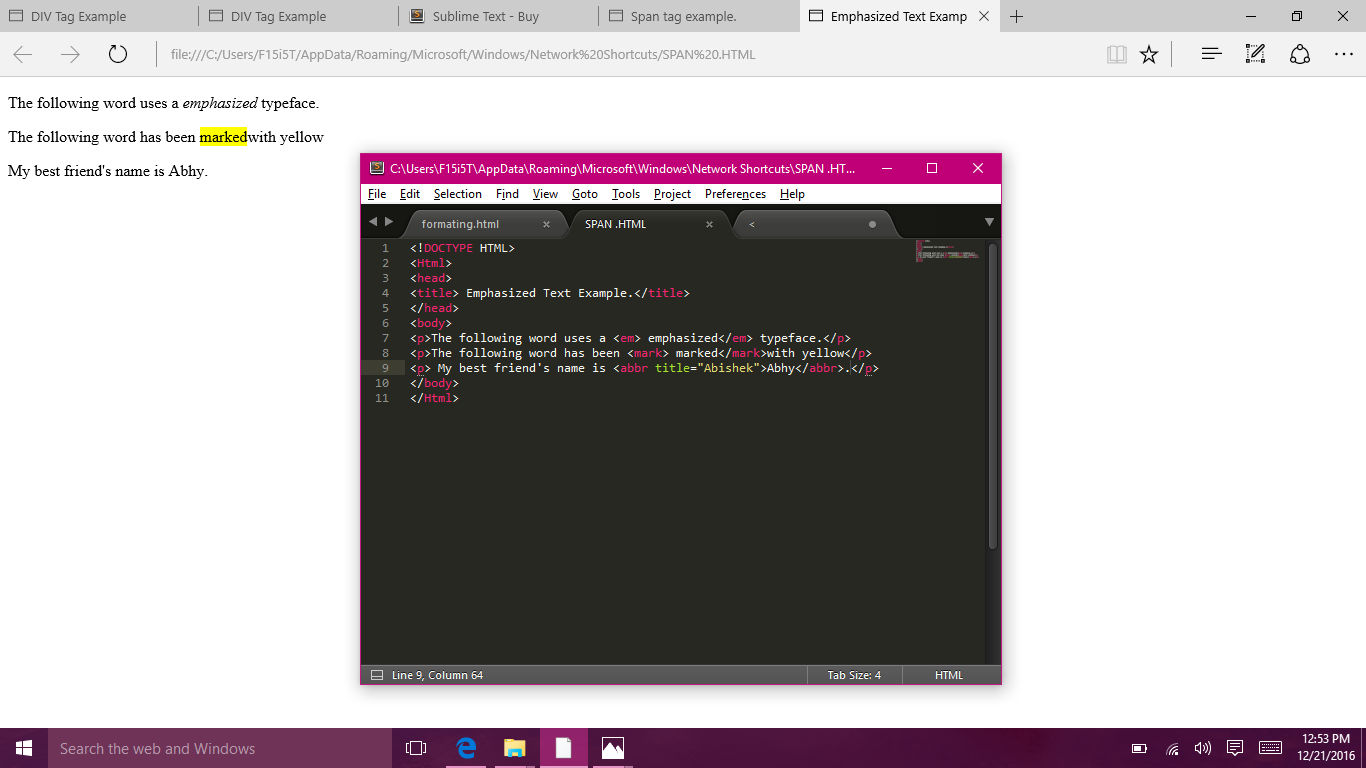 DIV Tag Example
DIV Tag Example
Sublime Text - Buy
Span tag example.
Emphasized Text Examp
file:///C:/Users/F15i5T/AppData/Roaming/Microsoft/Windows/Network%20Shortcuts/SPAN%20.HTML
The following word uses a emphasized typeface.
The following word has been markedwith yellow
My best friend's name is Abhy.
C:\Users\F15i5T\AppData\Roaming\Microsoft\Windows\Network Shortcuts\SPAN .HT...
File Edit Selection Find View Goto Tools Project Preferences Help
formating.html
SPAN .HTML
<
1 <!DOCTYPE HTML>
2 <Html>
3 <head>
4 <title> Emphasized Text Example.</title>
5 </head>
6 <body>
7 <p>The following word uses a <em> emphasized</em> typeface.</p>
8 <p>The following word has been <mark> marked</mark>with yellow</p>
9 <p> My best friend's name is <abbr title="Abishek">Abhy</abbr>.</p>
10 </body>
11 </Html>
Line 9, Column 64
Tab Size: 4
HTML
Search the web and Windows
12:53 PM
12/21/2016